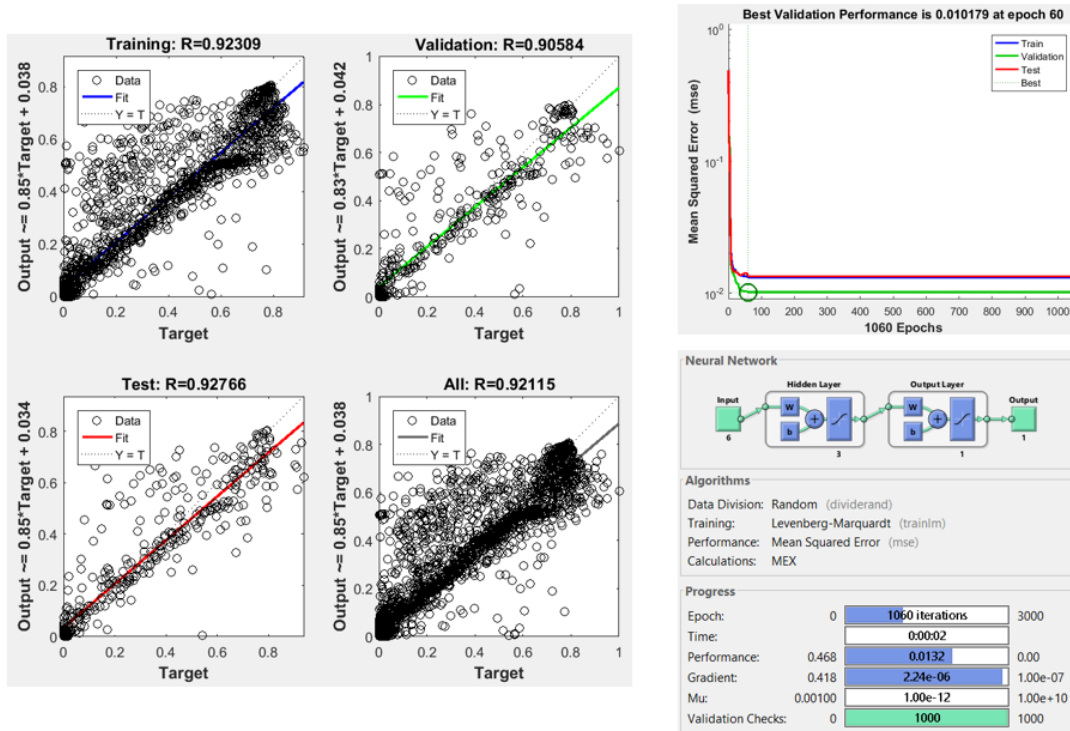 Training: R=0.92309
Output ~= 0.85*Target + 0.038
Data
Fit
Y = T
0.8
0.6
0.4
0.2
0
0 0.2 0.4 0.6 0.8
Target
Validation: R=0.90584
Output ~= 0.83*Target + 0.042
Data
Fit
Y = T
1
0.8
0.6
0.4
0.2
0
0 0.2 0.4 0.6 0.8 1
Target
Test: R=0.92766
Output ~= 0.85*Target + 0.034
Data
Fit
Y = T
0.8
0.6
0.4
0.2
0
0 0.2 0.4 0.6 0.8
Target
All: R=0.92115
Output ~= 0.85*Target + 0.038
Data
Fit
Y = T
1
0.8
0.6
0.4
0.2
0
0 0.2 0.4 0.6 0.8 1
Target
Best Validation Performance is 0.010179 at epoch 60
Mean Squared Error (mse)
10^0
10^-1
10^-2
Train
Validation
Test
Best
0 100 200 300 400 500 600 700 800 900 1000
1060 Epochs
Neural Network
Hidden Layer Output Layer
Input Output
W W
+ +
b b
6 1
3 1
Algorithms
Data Division: Random (dividerand)
Training: Levenberg-Marquardt (trainlm)
Performance: Mean Squared Error (mse)
Calculations: MEX
Progress
Epoch: 0 1060 iterations 3000
Time: 0:00:02
Performance: 0.468 0.0132 0.00
Gradient: 0.418 2.24e-06 1.00e-07
Mu: 0.00100 1.00e-12 1.00e+10
Validation Checks: 0 1000 1000